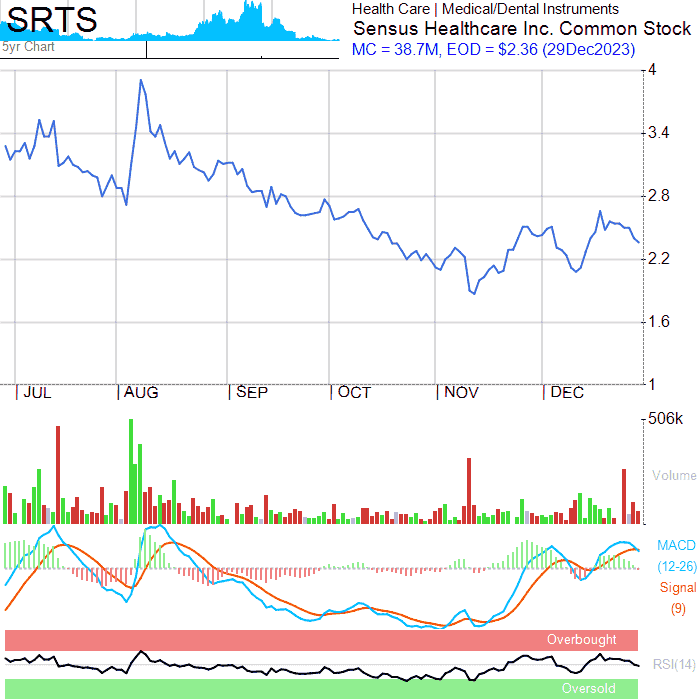 SRTS
5yr Chart
Health Care | Medical/Dental Instruments
Sensus Healthcare Inc. Common Stock
MC = 38.7M, EOD = $2.36 (29Dec2023)
4
3.4
2.8
2.2
1.6
1
JUL AUG SEP OCT NOV DEC
506k
Volume
MACD
(12-26)
Signal
(9)
Overbought
RSI(14)
Oversold